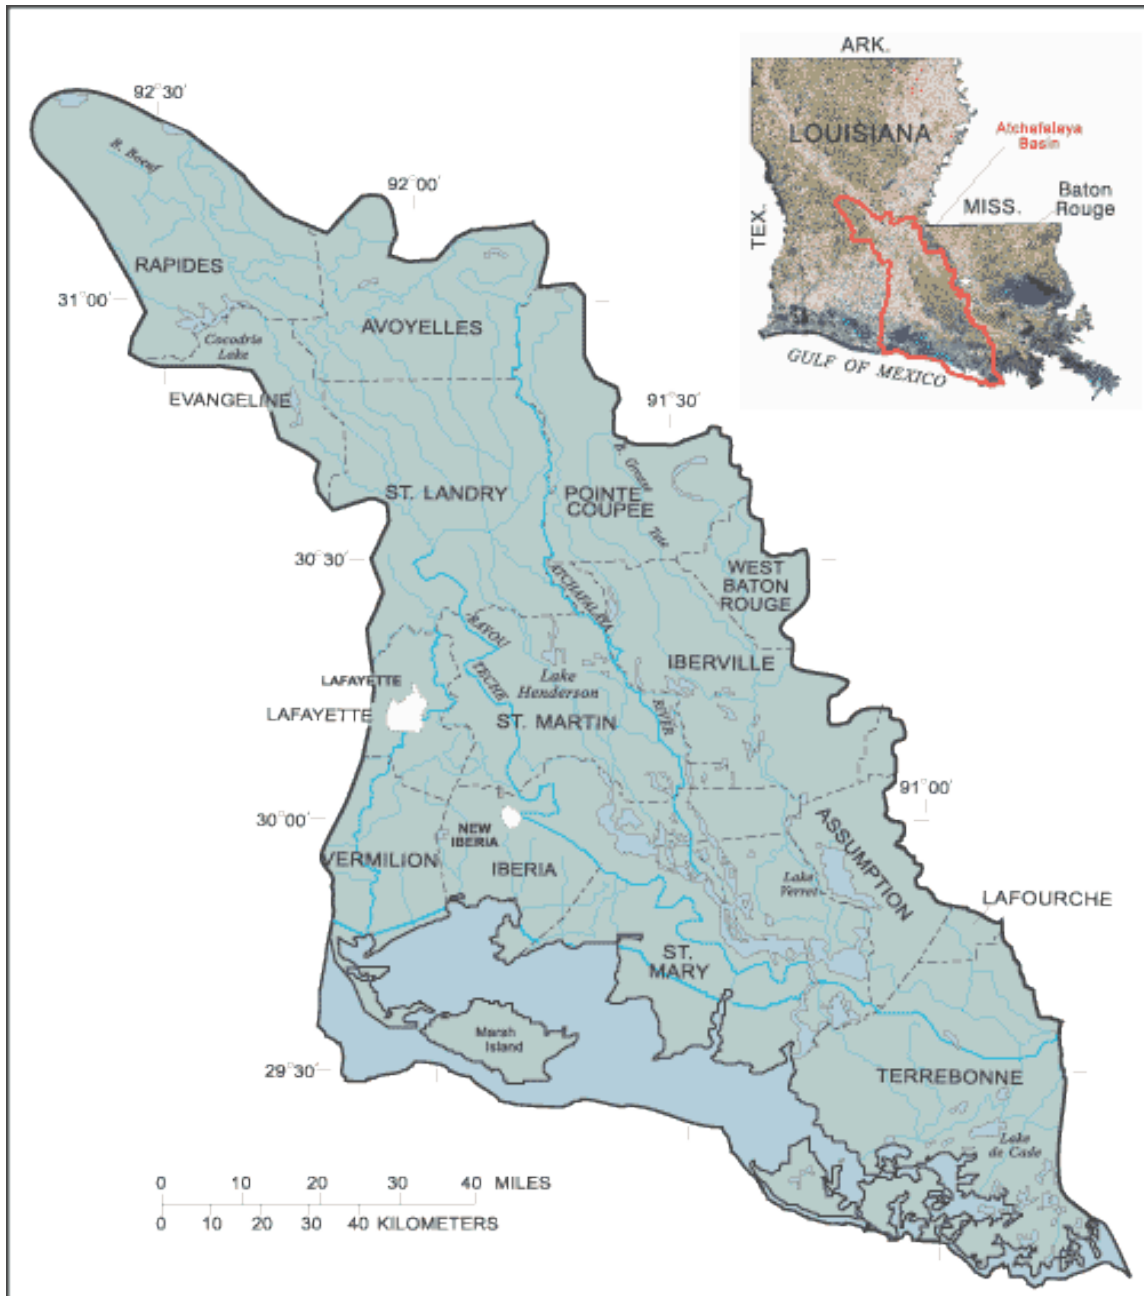 ARK.
LOUISIANA
Atchafalaya
Basin
TEX.
MISS.
Baton
Rouge
GULF OF MEXICO
92°30'
B. Boeuf
92°00'
RAPIDES
31°00'
AVOYELLES
Cocodrie
Lake
EVANGELINE
91°30'
B. Grosse
Tete
ST. LANDRY
POINTE
COUPEE
30°30'
WEST
BATON
ROUGE
ATCHAFALAYA
RIVER
BAYOU
TECHE
IBERVILLE
LAFAYETTE
Lake
Henderson
LAFAYETTE
ST. MARTIN
91°00'
30°00'
ASSUMPTION
NEW
IBERIA
VERMILION
IBERIA
Lake
Verret
LAFOURCHE
ST.
MARY
Marsh
Island
29°30'
TERREBONNE
Lake
de Cade
0 10 20 30 40 MILES
0 10 20 30 40 KILOMETERS